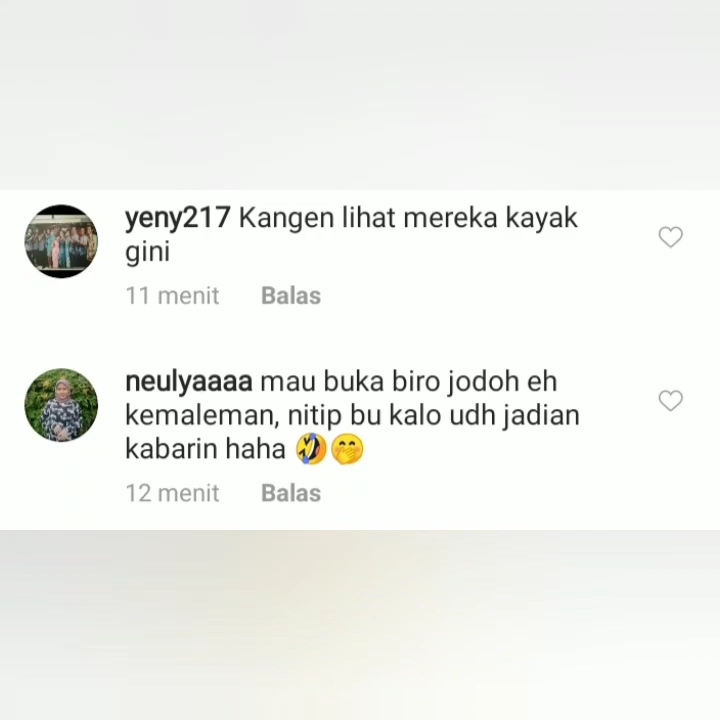 yeny217 Kangen lihat mereka kayak
gini
11 menit Balas
neulyaaaa mau buka biro jodoh eh
kemaleman, nitip bu kalo udh jadian
kabarin haha 🤣🤭
12 menit Balas